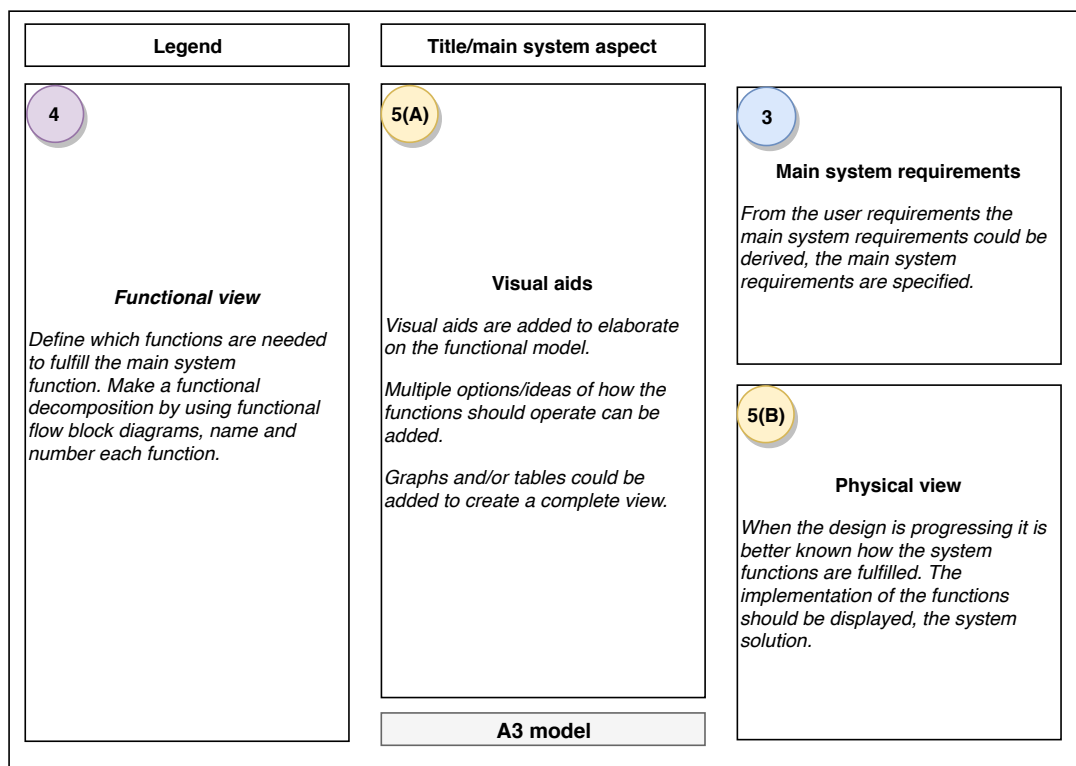 Legend
Title/main system aspect
4
Functional view
Define which functions are needed
to fulfill the main system
function. Make a functional
decomposition by using functional
flow block diagrams, name and
number each function.
5(A)
Visual aids
Visual aids are added to elaborate
on the functional model.
Multiple options/ideas of how the
functions should operate can be
added.
Graphs and/or tables could be
added to create a complete view.
A3 model
3
Main system requirements
From the user requirements the
main system requirements could be
derived, the main system
requirements are specified.
5(B)
Physical view
When the design is progressing it is
better known how the system
functions are fulfilled. The
implementation of the functions
should be displayed, the system
solution.